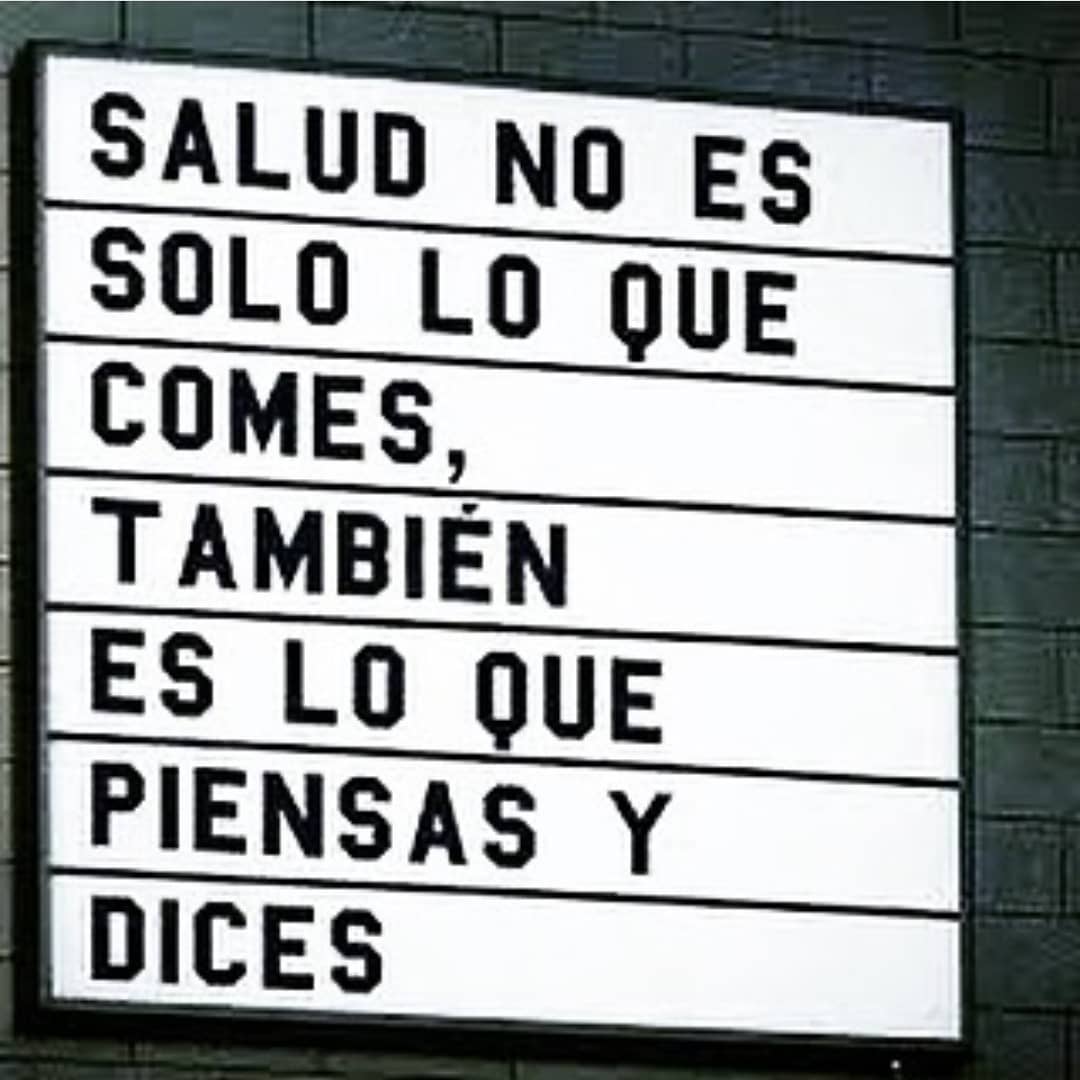 SALUD NO ES
SOLO LO QUE
COMES,
TAMBIÉN
ES LO QUE
PIENSAS Y
DICES